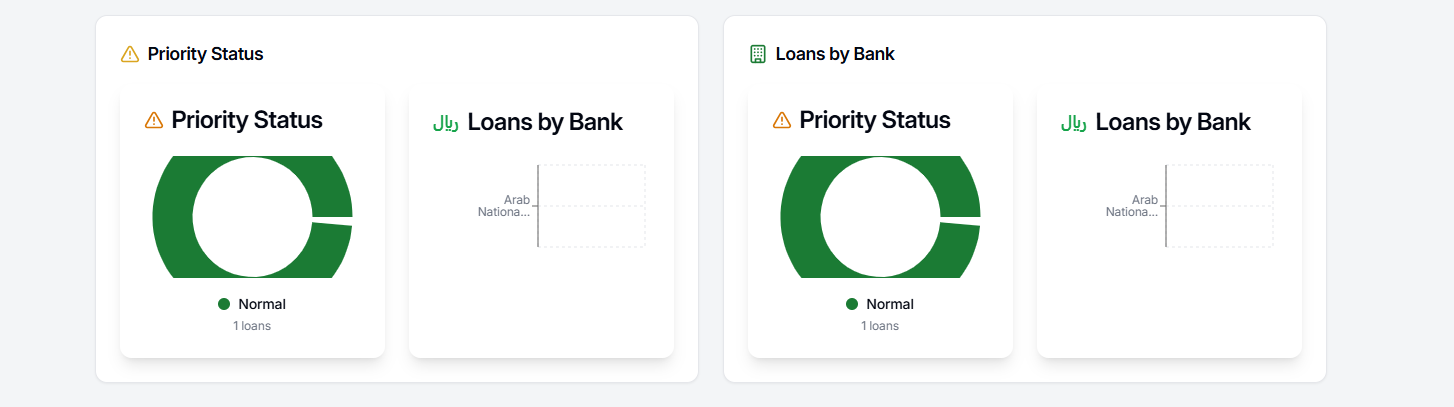 Priority Status
Priority Status
ريال Loans by Bank
Arab
Nationa...
Normal
1 loans
Loans by Bank
Priority Status
ريال Loans by Bank
Arab
Nationa...
Normal
1 loans